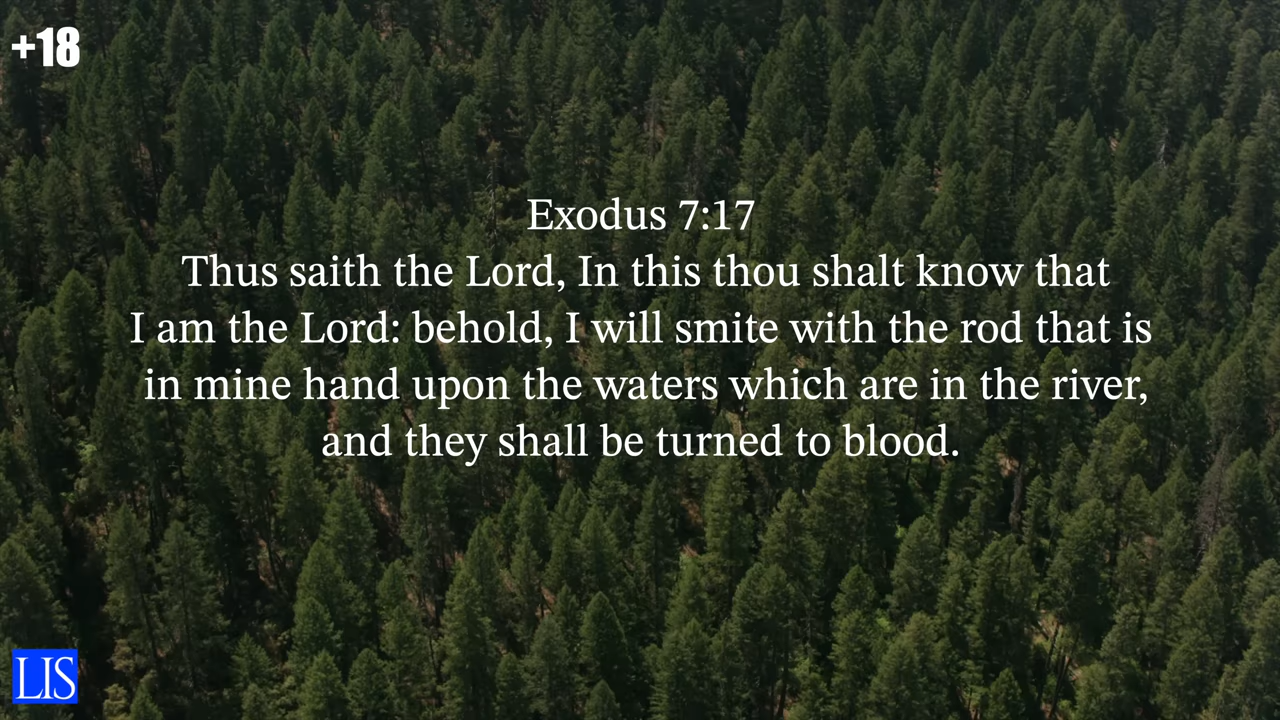 +18
Exodus 7:17
Thus saith the Lord, In this thou shalt know that
I am the Lord: behold, I will smite with the rod that is
in mine hand upon the waters which are in the river,
and they shall be turned to blood.
LIS